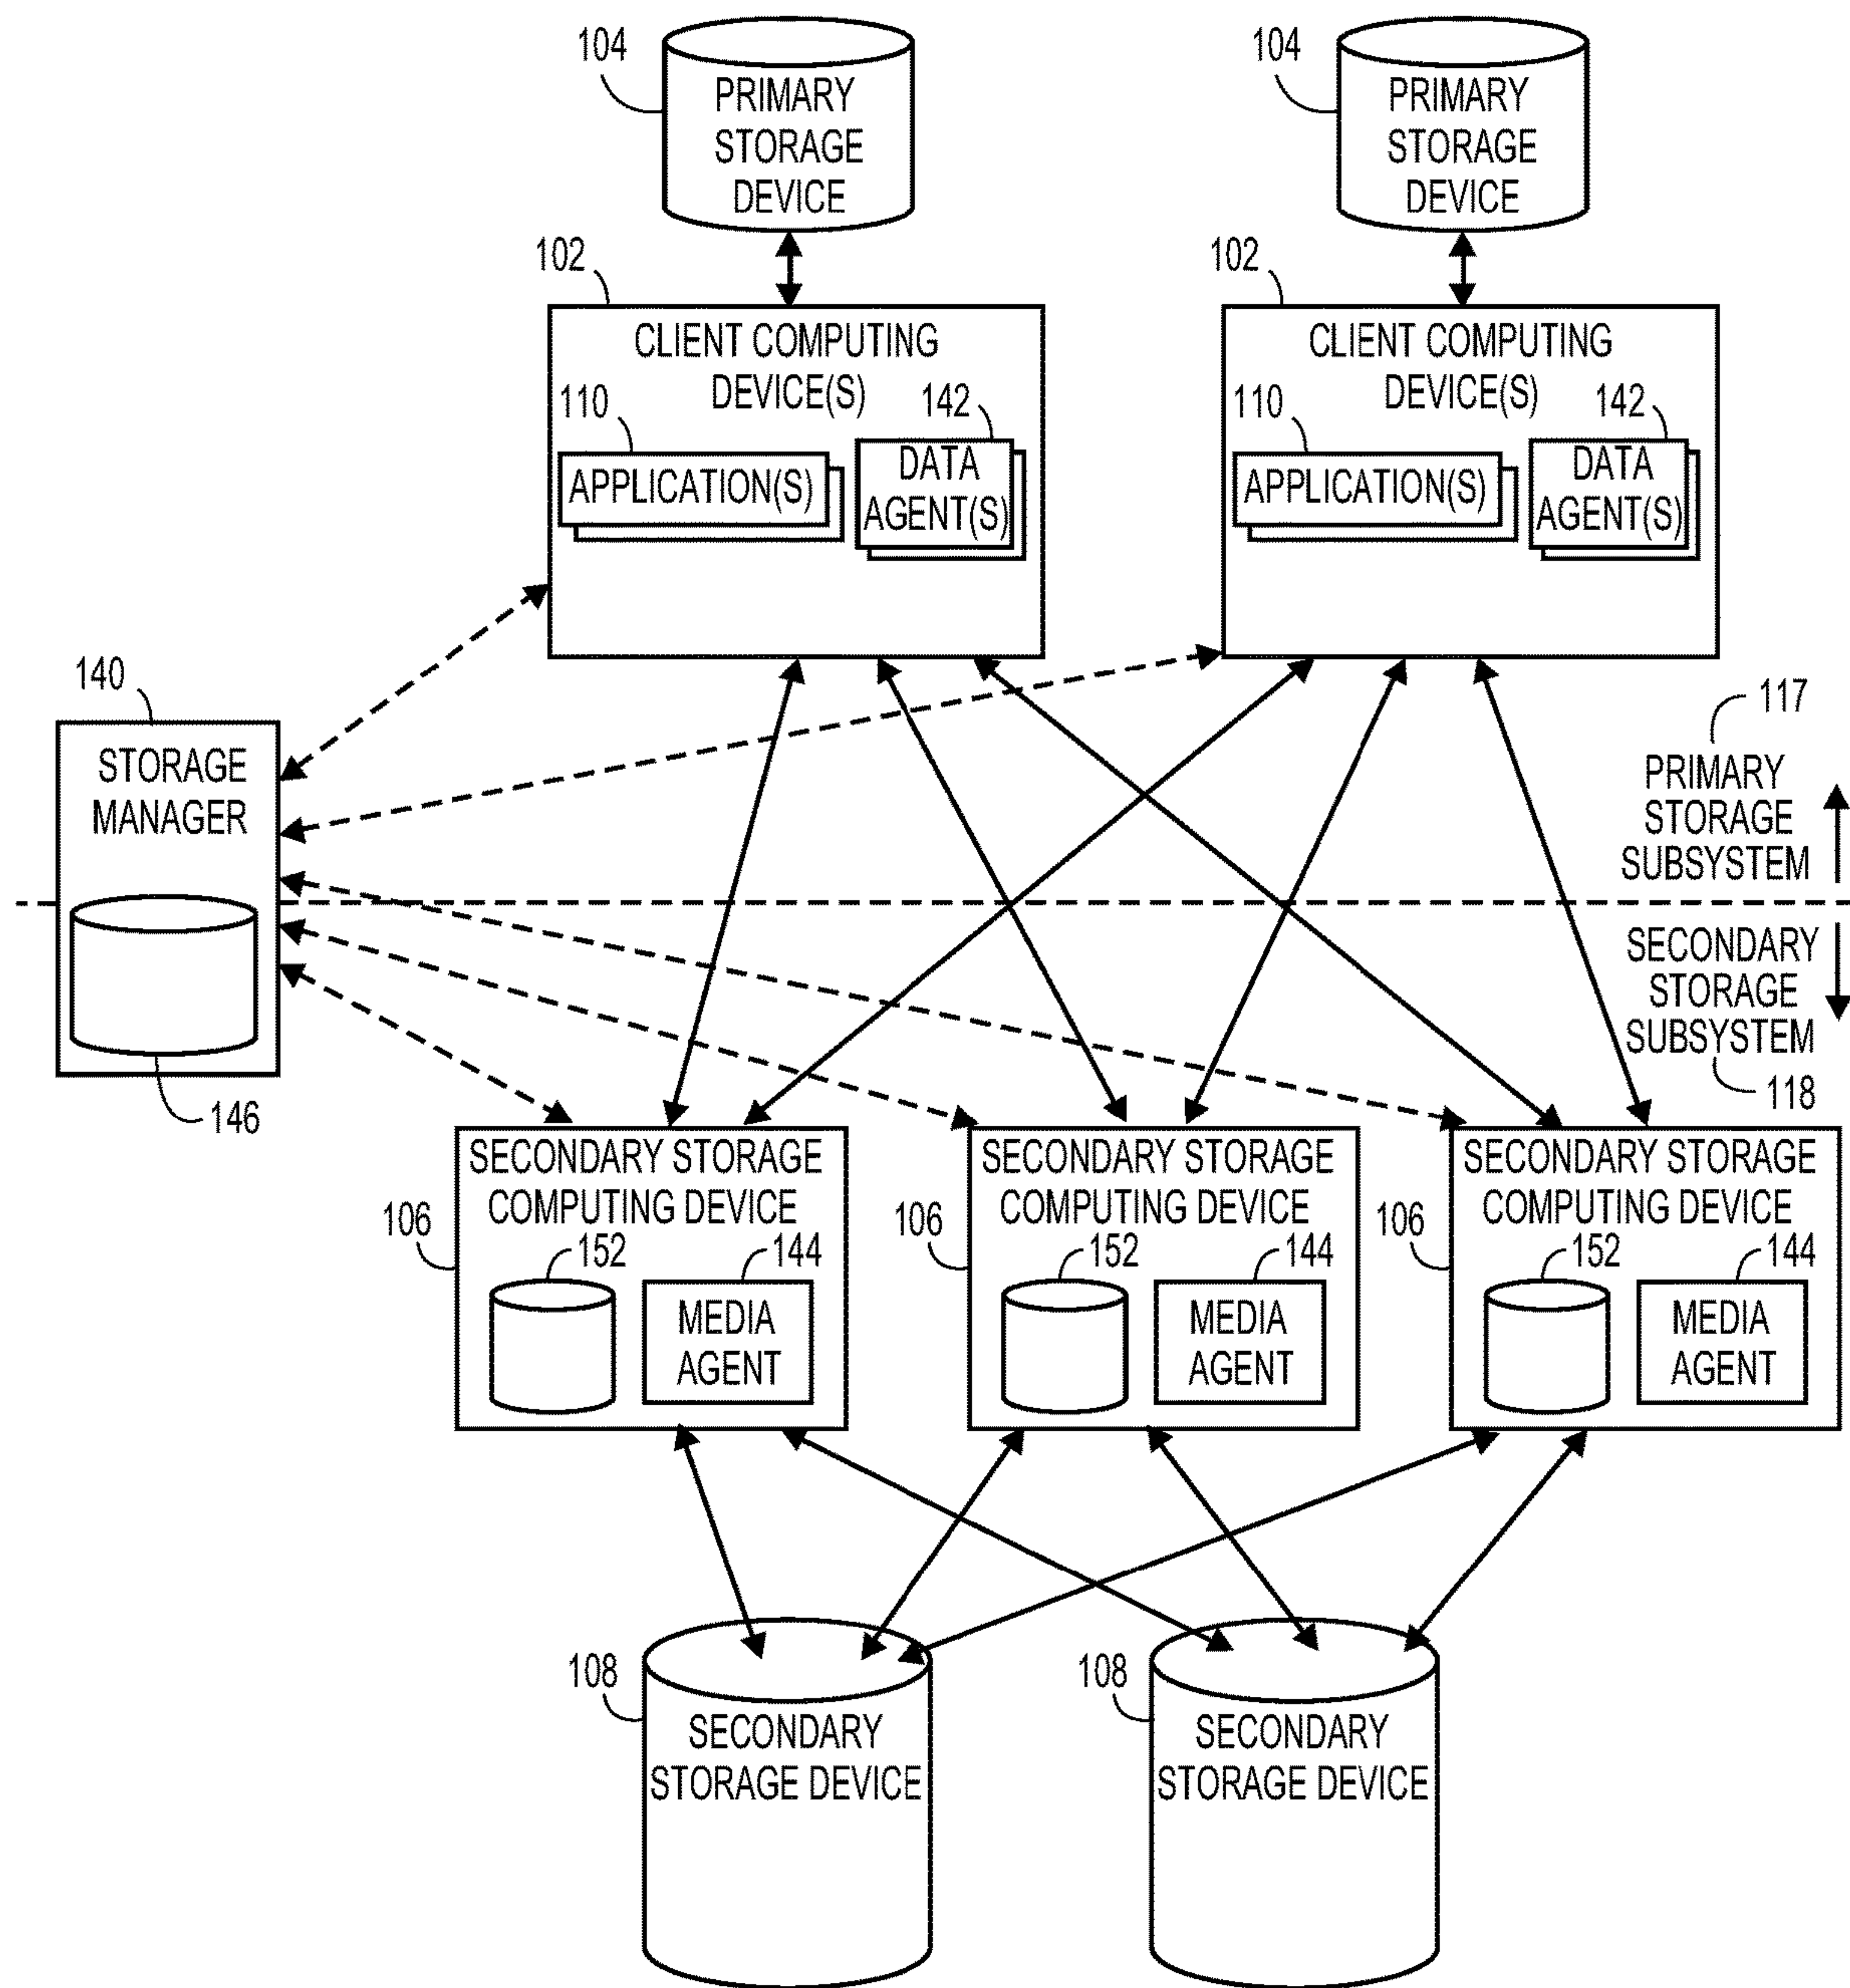 104
PRIMARY
STORAGE
DEVICE
104
PRIMARY
STORAGE
DEVICE
102
CLIENT COMPUTING
DEVICE(S)
110
142
APPLICATION(S)
DATA
AGENT(S)
102
CLIENT COMPUTING
DEVICE(S)
110
142
APPLICATION(S)
DATA
AGENT(S)
140
STORAGE
MANAGER
146
117
PRIMARY
STORAGE
SUBSYSTEM
SECONDARY
STORAGE
SUBSYSTEM
118
SECONDARY STORAGE
COMPUTING DEVICE
106
152
144
MEDIA
AGENT
SECONDARY STORAGE
COMPUTING DEVICE
106
152
144
MEDIA
AGENT
SECONDARY STORAGE
COMPUTING DEVICE
106
152
144
MEDIA
AGENT
108
SECONDARY
STORAGE DEVICE
108
SECONDARY
STORAGE DEVICE